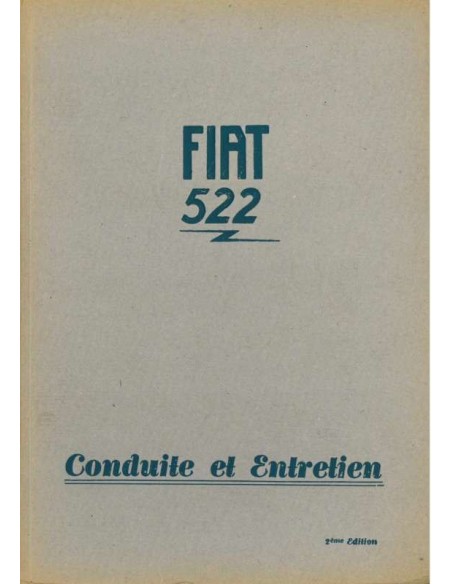 FIAT
522
Conduite et Entretien
2ème Edition